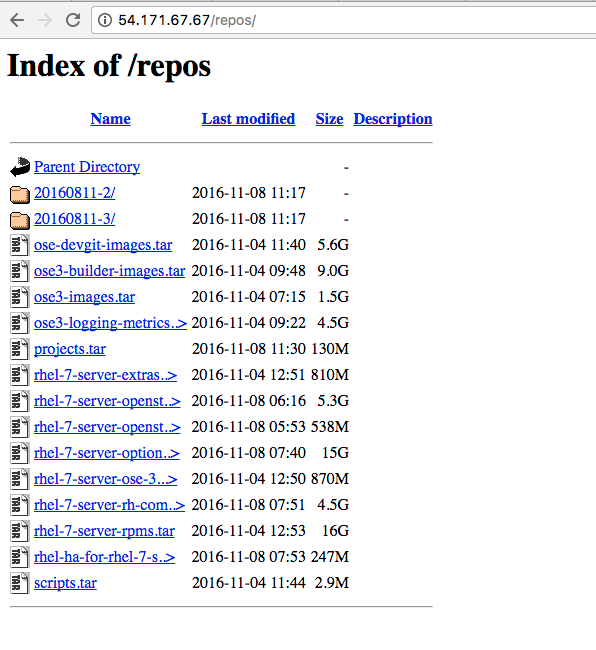 54.171.67.67/repos/
Index of /repos
Name Last modified Size Description
Parent Directory -
20160811-2/ 2016-11-08 11:17 -
20160811-3/ 2016-11-08 11:17 -
ose-devgit-images.tar 2016-11-04 11:40 5.6G
ose3-builder-images.tar 2016-11-04 09:48 9.0G
ose3-images.tar 2016-11-04 07:15 1.5G
ose3-logging-metrics..> 2016-11-04 09:22 4.5G
projects.tar 2016-11-08 11:30 130M
rhel-7-server-extras..> 2016-11-04 12:51 810M
rhel-7-server-openst..> 2016-11-08 06:16 5.3G
rhel-7-server-openst..> 2016-11-08 05:53 538M
rhel-7-server-option..> 2016-11-08 07:40 15G
rhel-7-server-ose-3...> 2016-11-04 12:50 870M
rhel-7-server-rh-com..> 2016-11-08 07:51 4.5G
rhel-7-server-rpms.tar 2016-11-04 12:53 16G
rhel-ha-for-rhel-7-s..> 2016-11-08 07:53 247M
scripts.tar 2016-11-04 11:44 2.9M